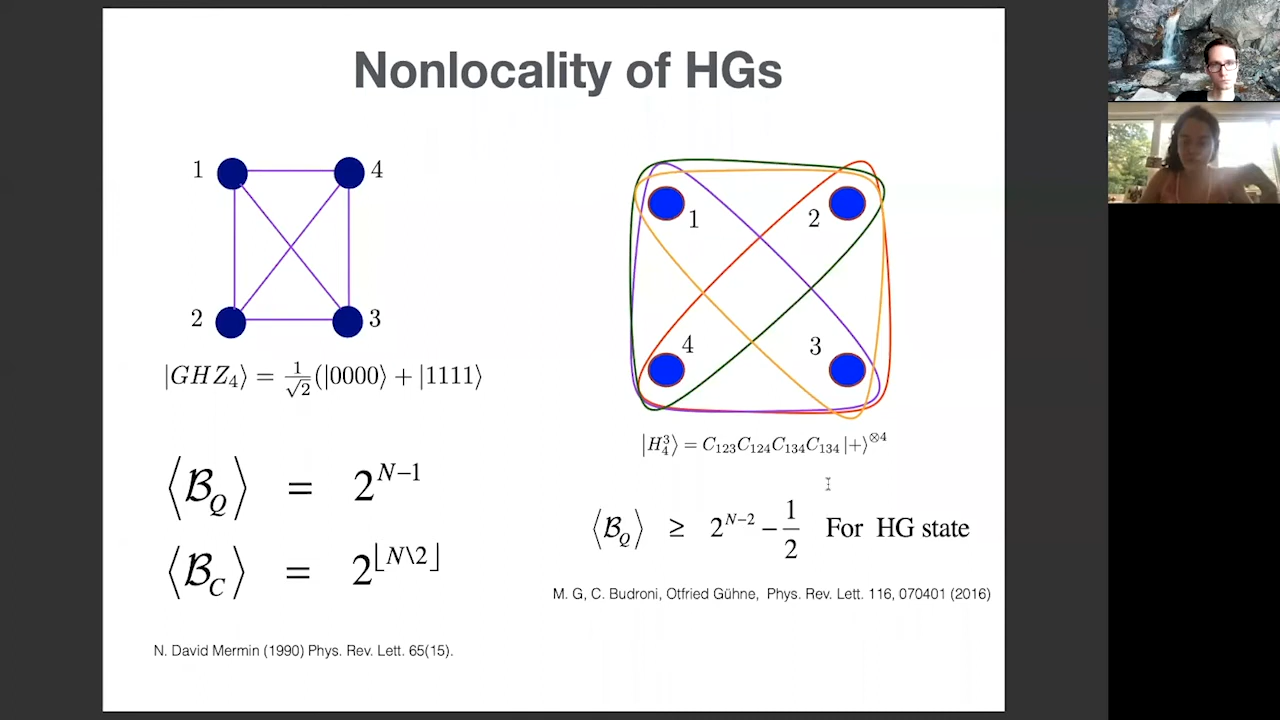 Nonlocality of HGs
1 4
2 3
|GHZ₄⟩ = 1/√2 (|0000⟩ + |1111⟩
⟨𝓑_Q⟩ = 2^{N−1}
⟨𝓑_C⟩ = 2^{⌊N\2⌋}
N. David Mermin (1990) Phys. Rev. Lett. 65(15).
1 2
4 3
|H₄³⟩ = C₁₂₃C₁₂₄C₁₃₄C₁₃₄ |+⟩^{⊗4}
⟨𝓑_Q⟩ ≥ 2^{N−2} − 1/2 For HG state
M. G, C. Budroni, Otfried Gühne, Phys. Rev. Lett. 116, 070401 (2016)